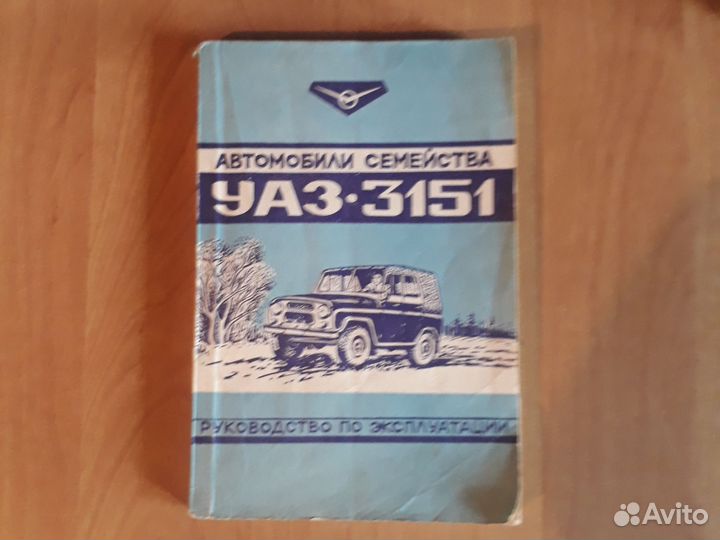 АВТОМОБИЛИ СЕМЕЙСТВА
УАЗ·3151
РУКОВОДСТВО ПО ЭКСПЛУАТАЦИИ
Avito